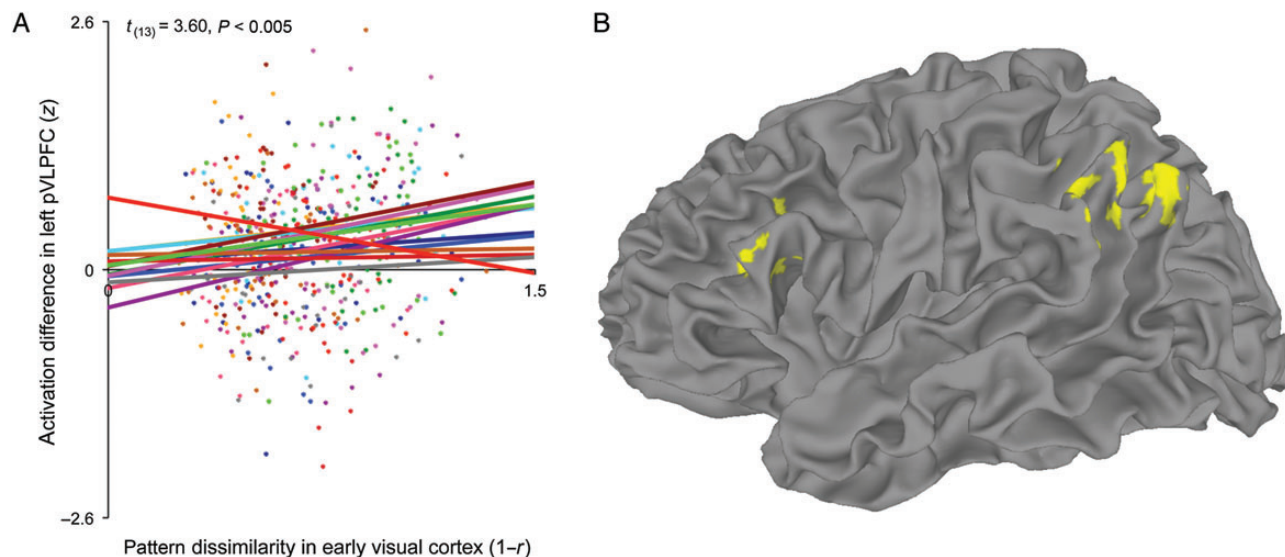 A
B
2.6
t(13) = 3.60, P < 0.005
Activation difference in left pVLPFC (z)
0
0
1.5
−2.6
Pattern dissimilarity in early visual cortex (1−r)